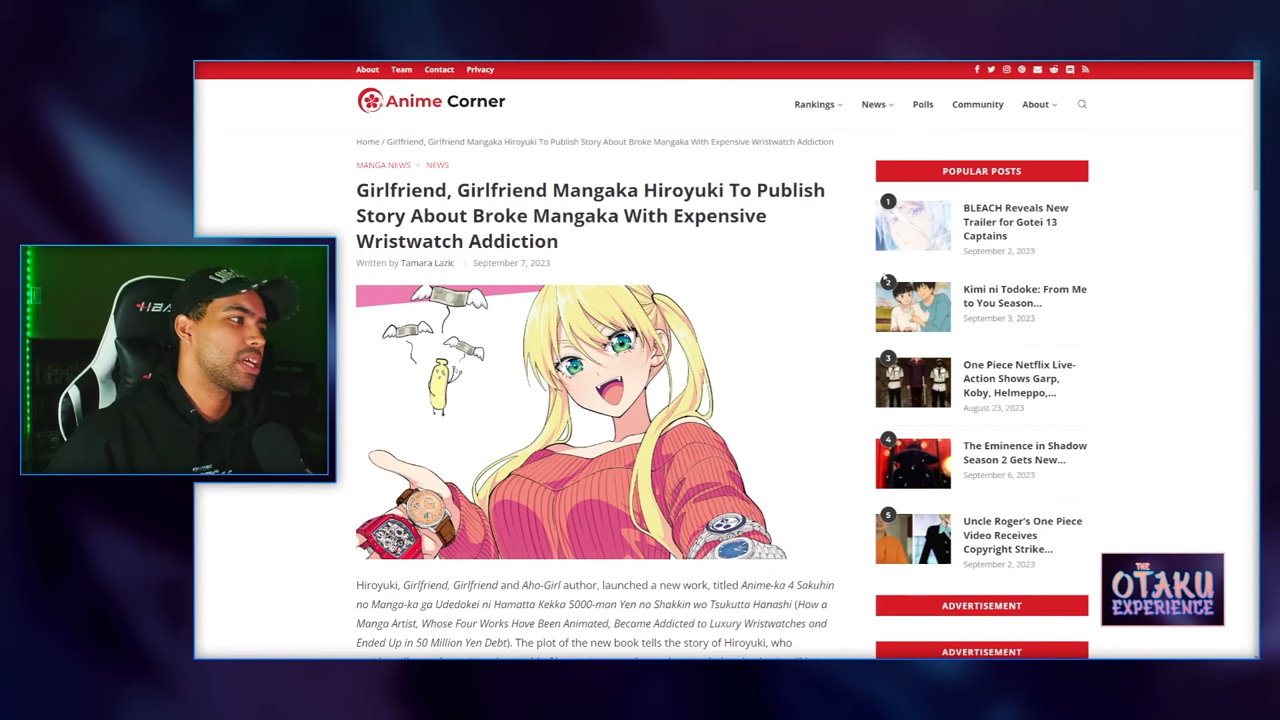 About Team Contact Privacy
Anime Corner
Rankings News Polls Community About
Home / Girlfriend, Girlfriend Mangaka Hiroyuki To Publish Story About Broke Mangaka With Expensive Wristwatch Addiction
MANGA NEWS NEWS
Girlfriend, Girlfriend Mangaka Hiroyuki To Publish
Story About Broke Mangaka With Expensive
Wristwatch Addiction
Written by Tamara Lazic September 7, 2023
Hiroyuki, Girlfriend, Girlfriend and Aho-Girl author, launched a new work, titled Anime-ka 4 Sakuhin
no Manga-ka ga Udedokei ni Hamatta Kekka 5000-man Yen no Shakkin wo Tsukutta Hanashi (How a
Manga Artist, Whose Four Works Have Been Animated, Became Addicted to Luxury Wristwatches and
Ended Up in 50 Million Yen Debt). The plot of the new book tells the story of Hiroyuki, who
POPULAR POSTS
1
BLEACH Reveals New
Trailer for Gotei 13
Captains
September 2, 2023
2
Kimi ni Todoke: From Me
to You Season...
September 3, 2023
3
One Piece Netflix Live-
Action Shows Garp,
Koby, Helmeppo,...
August 23, 2023
4
The Eminence in Shadow
Season 2 Gets New...
September 6, 2023
5
Uncle Roger's One Piece
Video Receives
Copyright Strike...
September 2, 2023
ADVERTISEMENT
ADVERTISEMENT
THE
OTAKU
EXPERIENCE